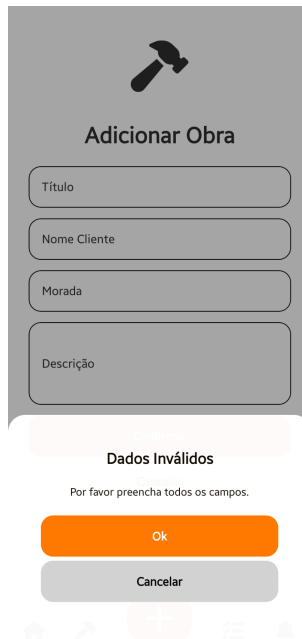 Adicionar Obra
Título
Nome Cliente
Morada
Descrição
Dados Inválidos
Por favor preencha todos os campos.
Ok
Cancelar